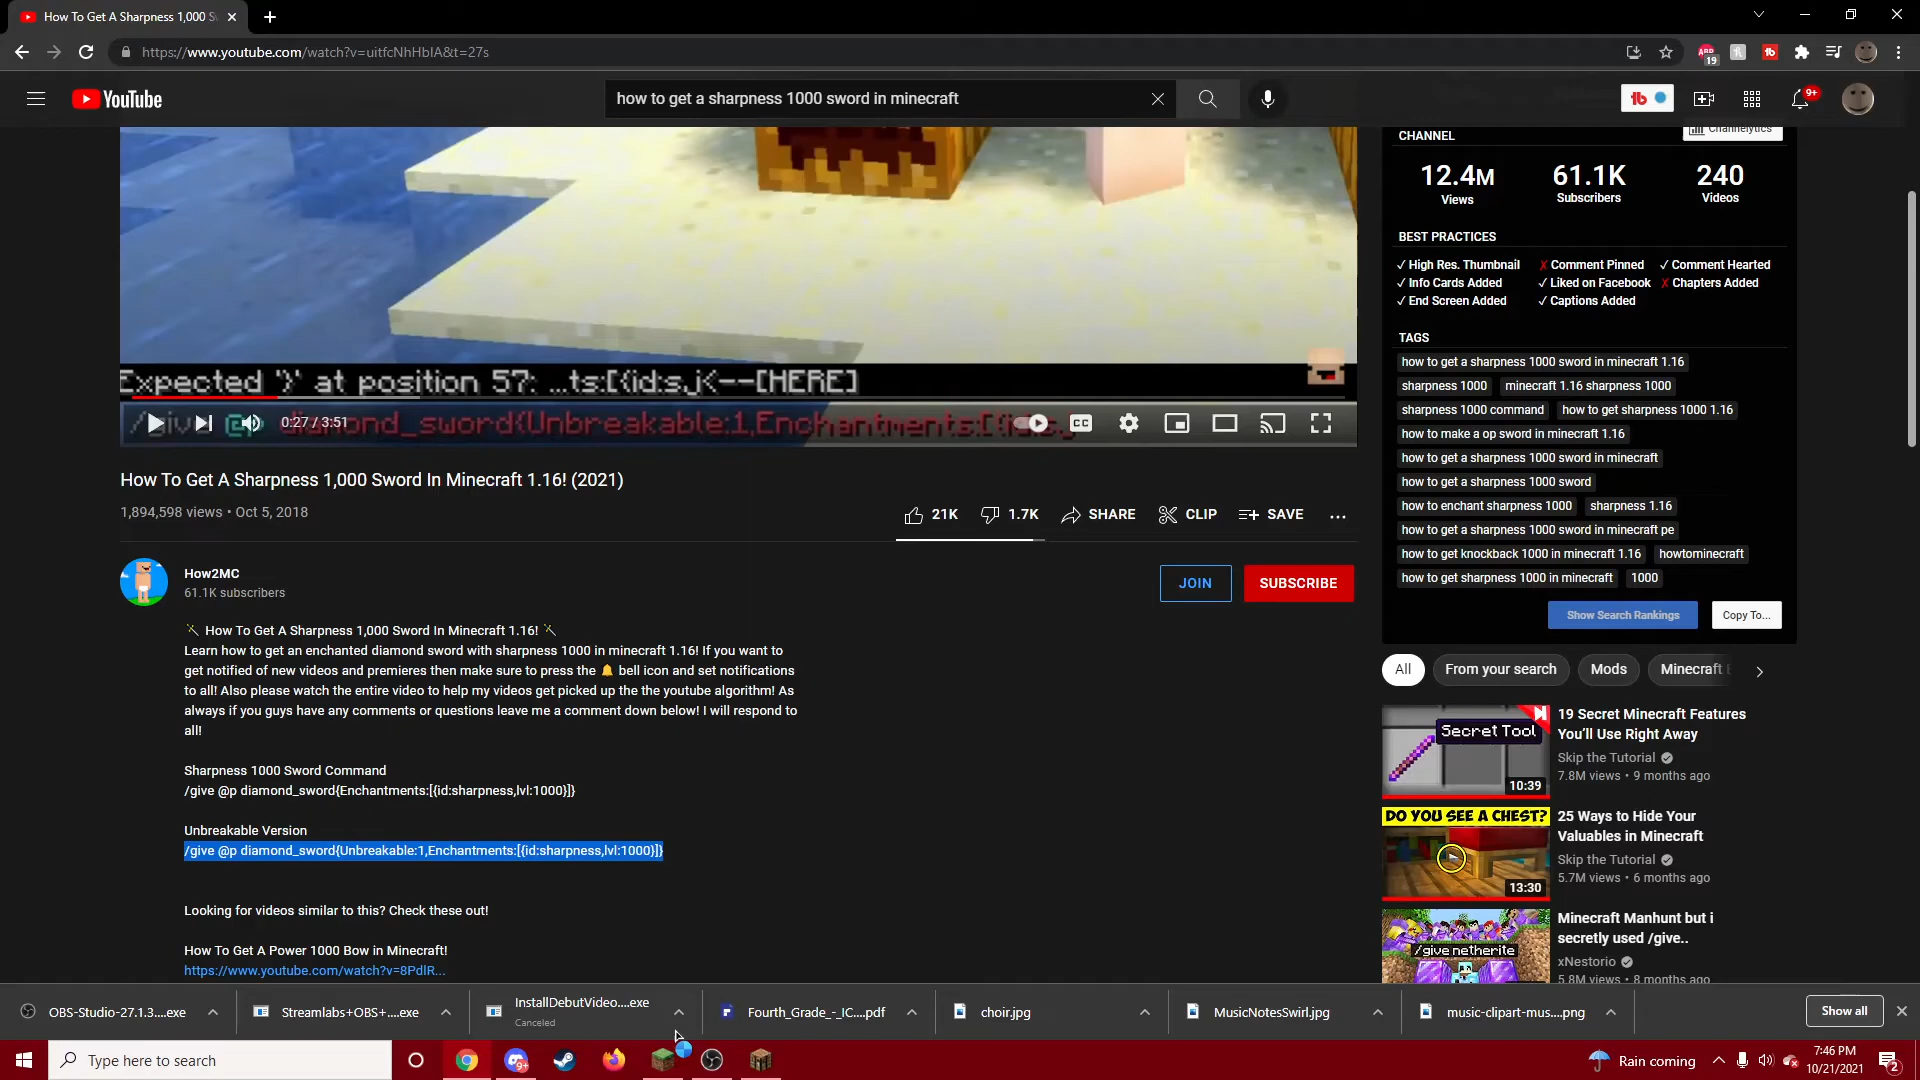 How To Get A Sharpness 1,000 S
https://www.youtube.com/watch?v=uitfcNhHbIA&t=27s
ABP
19
YouTube
how to get a sharpness 1000 sword in minecraft
tb
9+
CHANNEL
Channelytics
12.4M
Views
61.1K
Subscribers
240
Videos
BEST PRACTICES
✓ High Res. Thumbnail
✗ Comment Pinned
✓ Comment Hearted
✓ Info Cards Added
✓ Liked on Facebook
✗ Chapters Added
✓ End Screen Added
✓ Captions Added
TAGS
how to get a sharpness 1000 sword in minecraft 1.16
sharpness 1000
minecraft 1.16 sharpness 1000
sharpness 1000 command
how to get sharpness 1000 1.16
how to make a op sword in minecraft 1.16
how to get a sharpness 1000 sword in minecraft
how to get a sharpness 1000 sword
how to enchant sharpness 1000
sharpness 1.16
how to get a sharpness 1000 sword in minecraft pe
how to get knockback 1000 in minecraft 1.16
howtominecraft
how to get sharpness 1000 in minecraft
1000
Show Search Rankings
Copy To...
Expected '}' at position 57: ...ts:[{id:s,j<--[HERE]
/give @p diamond_sword{Unbreakable:1,Enchantments:[{id:s,j
0:27 / 3:51
CC
How To Get A Sharpness 1,000 Sword In Minecraft 1.16! (2021)
1,894,598 views • Oct 5, 2018
21K
1.7K
SHARE
CLIP
SAVE
...
How2MC
61.1K subscribers
JOIN
SUBSCRIBE
How To Get A Sharpness 1,000 Sword In Minecraft 1.16!
Learn how to get an enchanted diamond sword with sharpness 1000 in minecraft 1.16! If you want to
get notified of new videos and premieres then make sure to press the 🔔 bell icon and set notifications
to all! Also please watch the entire video to help my videos get picked up the the youtube algorithm! As
always if you guys have any comments or questions leave me a comment down below! I will respond to
all!
Sharpness 1000 Sword Command
/give @p diamond_sword{Enchantments:[{id:sharpness,lvl:1000}]}
Unbreakable Version
/give @p diamond_sword{Unbreakable:1,Enchantments:[{id:sharpness,lvl:1000}]}
Looking for videos similar to this? Check these out!
How To Get A Power 1000 Bow in Minecraft!
https://www.youtube.com/watch?v=8PdlR...
All
From your search
Mods
Minecraft
Secret Tool
10:39
19 Secret Minecraft Features
You'll Use Right Away
Skip the Tutorial
7.8M views • 9 months ago
DO YOU SEE A CHEST?
13:30
25 Ways to Hide Your
Valuables in Minecraft
Skip the Tutorial
5.7M views • 6 months ago
/give netherite
Minecraft Manhunt but i
secretly used /give..
xNestorio
5.8M views • 8 months ago
OBS-Studio-27.1.3....exe
Streamlabs+OBS+....exe
InstallDebutVideo....exe
Canceled
Fourth_Grade_-_IC....pdf
choir.jpg
MusicNotesSwirl.jpg
music-clipart-mus....png
Show all
Type here to search
9+
Rain coming
7:46 PM
10/21/2021
2